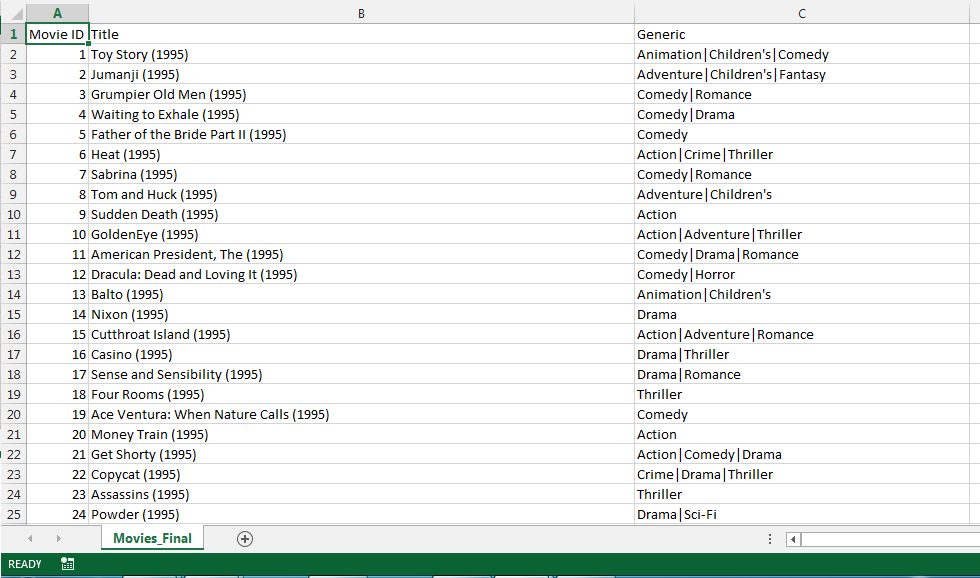 A B C
1 Movie ID Title Generic
2 1 Toy Story (1995) Animation|Children's|Comedy
3 2 Jumanji (1995) Adventure|Children's|Fantasy
4 3 Grumpier Old Men (1995) Comedy|Romance
5 4 Waiting to Exhale (1995) Comedy|Drama
6 5 Father of the Bride Part II (1995) Comedy
7 6 Heat (1995) Action|Crime|Thriller
8 7 Sabrina (1995) Comedy|Romance
9 8 Tom and Huck (1995) Adventure|Children's
10 9 Sudden Death (1995) Action
11 10 GoldenEye (1995) Action|Adventure|Thriller
12 11 American President, The (1995) Comedy|Drama|Romance
13 12 Dracula: Dead and Loving It (1995) Comedy|Horror
14 13 Balto (1995) Animation|Children's
15 14 Nixon (1995) Drama
16 15 Cutthroat Island (1995) Action|Adventure|Romance
17 16 Casino (1995) Drama|Thriller
18 17 Sense and Sensibility (1995) Drama|Romance
19 18 Four Rooms (1995) Thriller
20 19 Ace Ventura: When Nature Calls (1995) Comedy
21 20 Money Train (1995) Action
22 21 Get Shorty (1995) Action|Comedy|Drama
23 22 Copycat (1995) Crime|Drama|Thriller
24 23 Assassins (1995) Thriller
25 24 Powder (1995) Drama|Sci-Fi
Movies_Final
READY